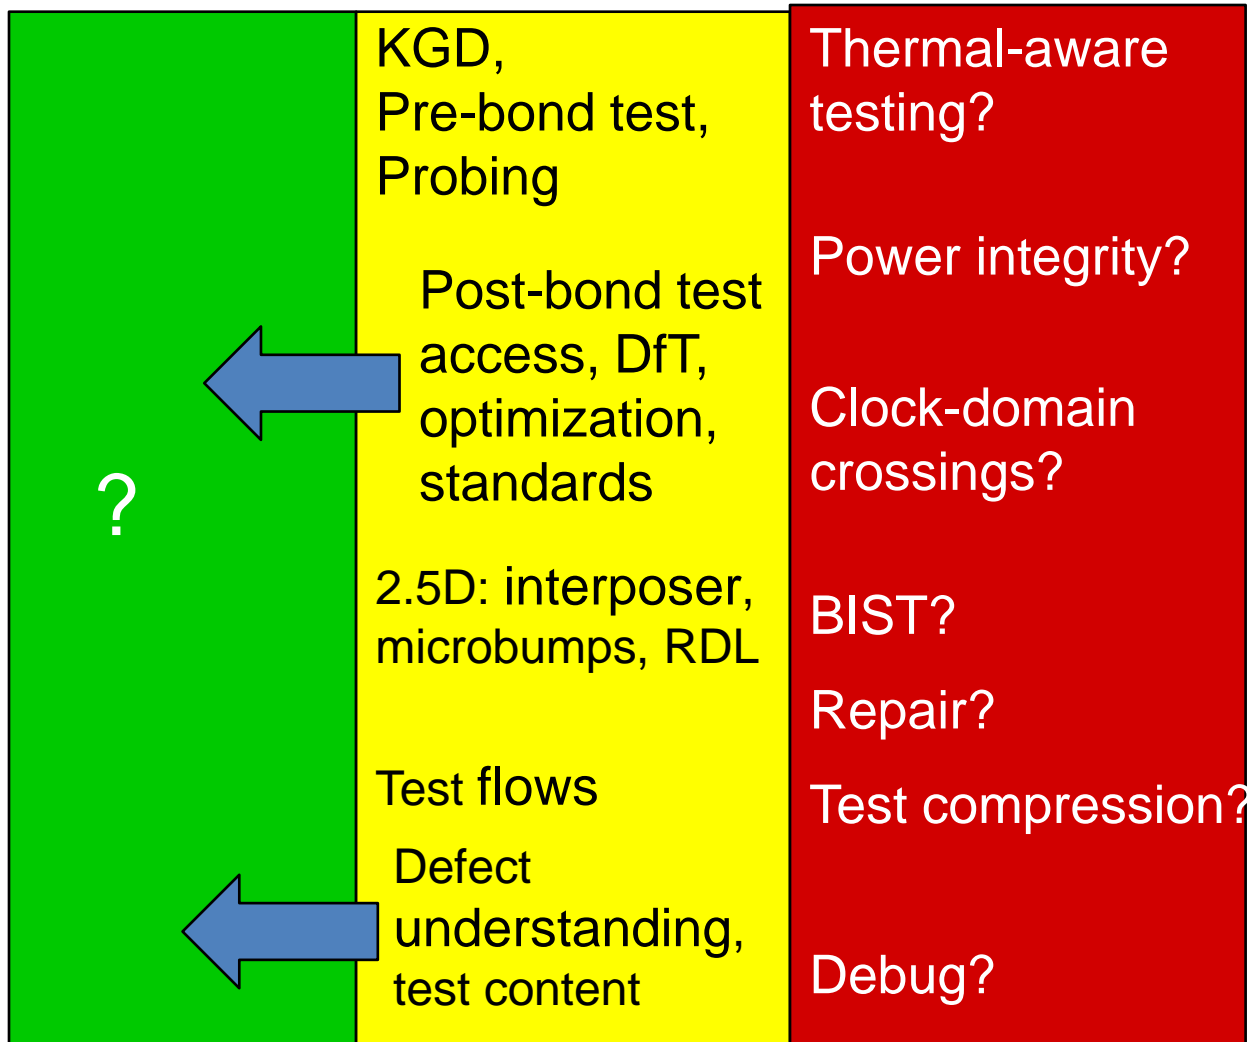 ?
KGD,
Pre-bond test,
Probing
Post-bond test
access, DfT,
optimization,
standards
2.5D: interposer,
microbumps, RDL
Test flows
Defect
understanding,
test content
Thermal-aware
testing?
Power integrity?
Clock-domain
crossings?
BIST?
Repair?
Test compression?
Debug?